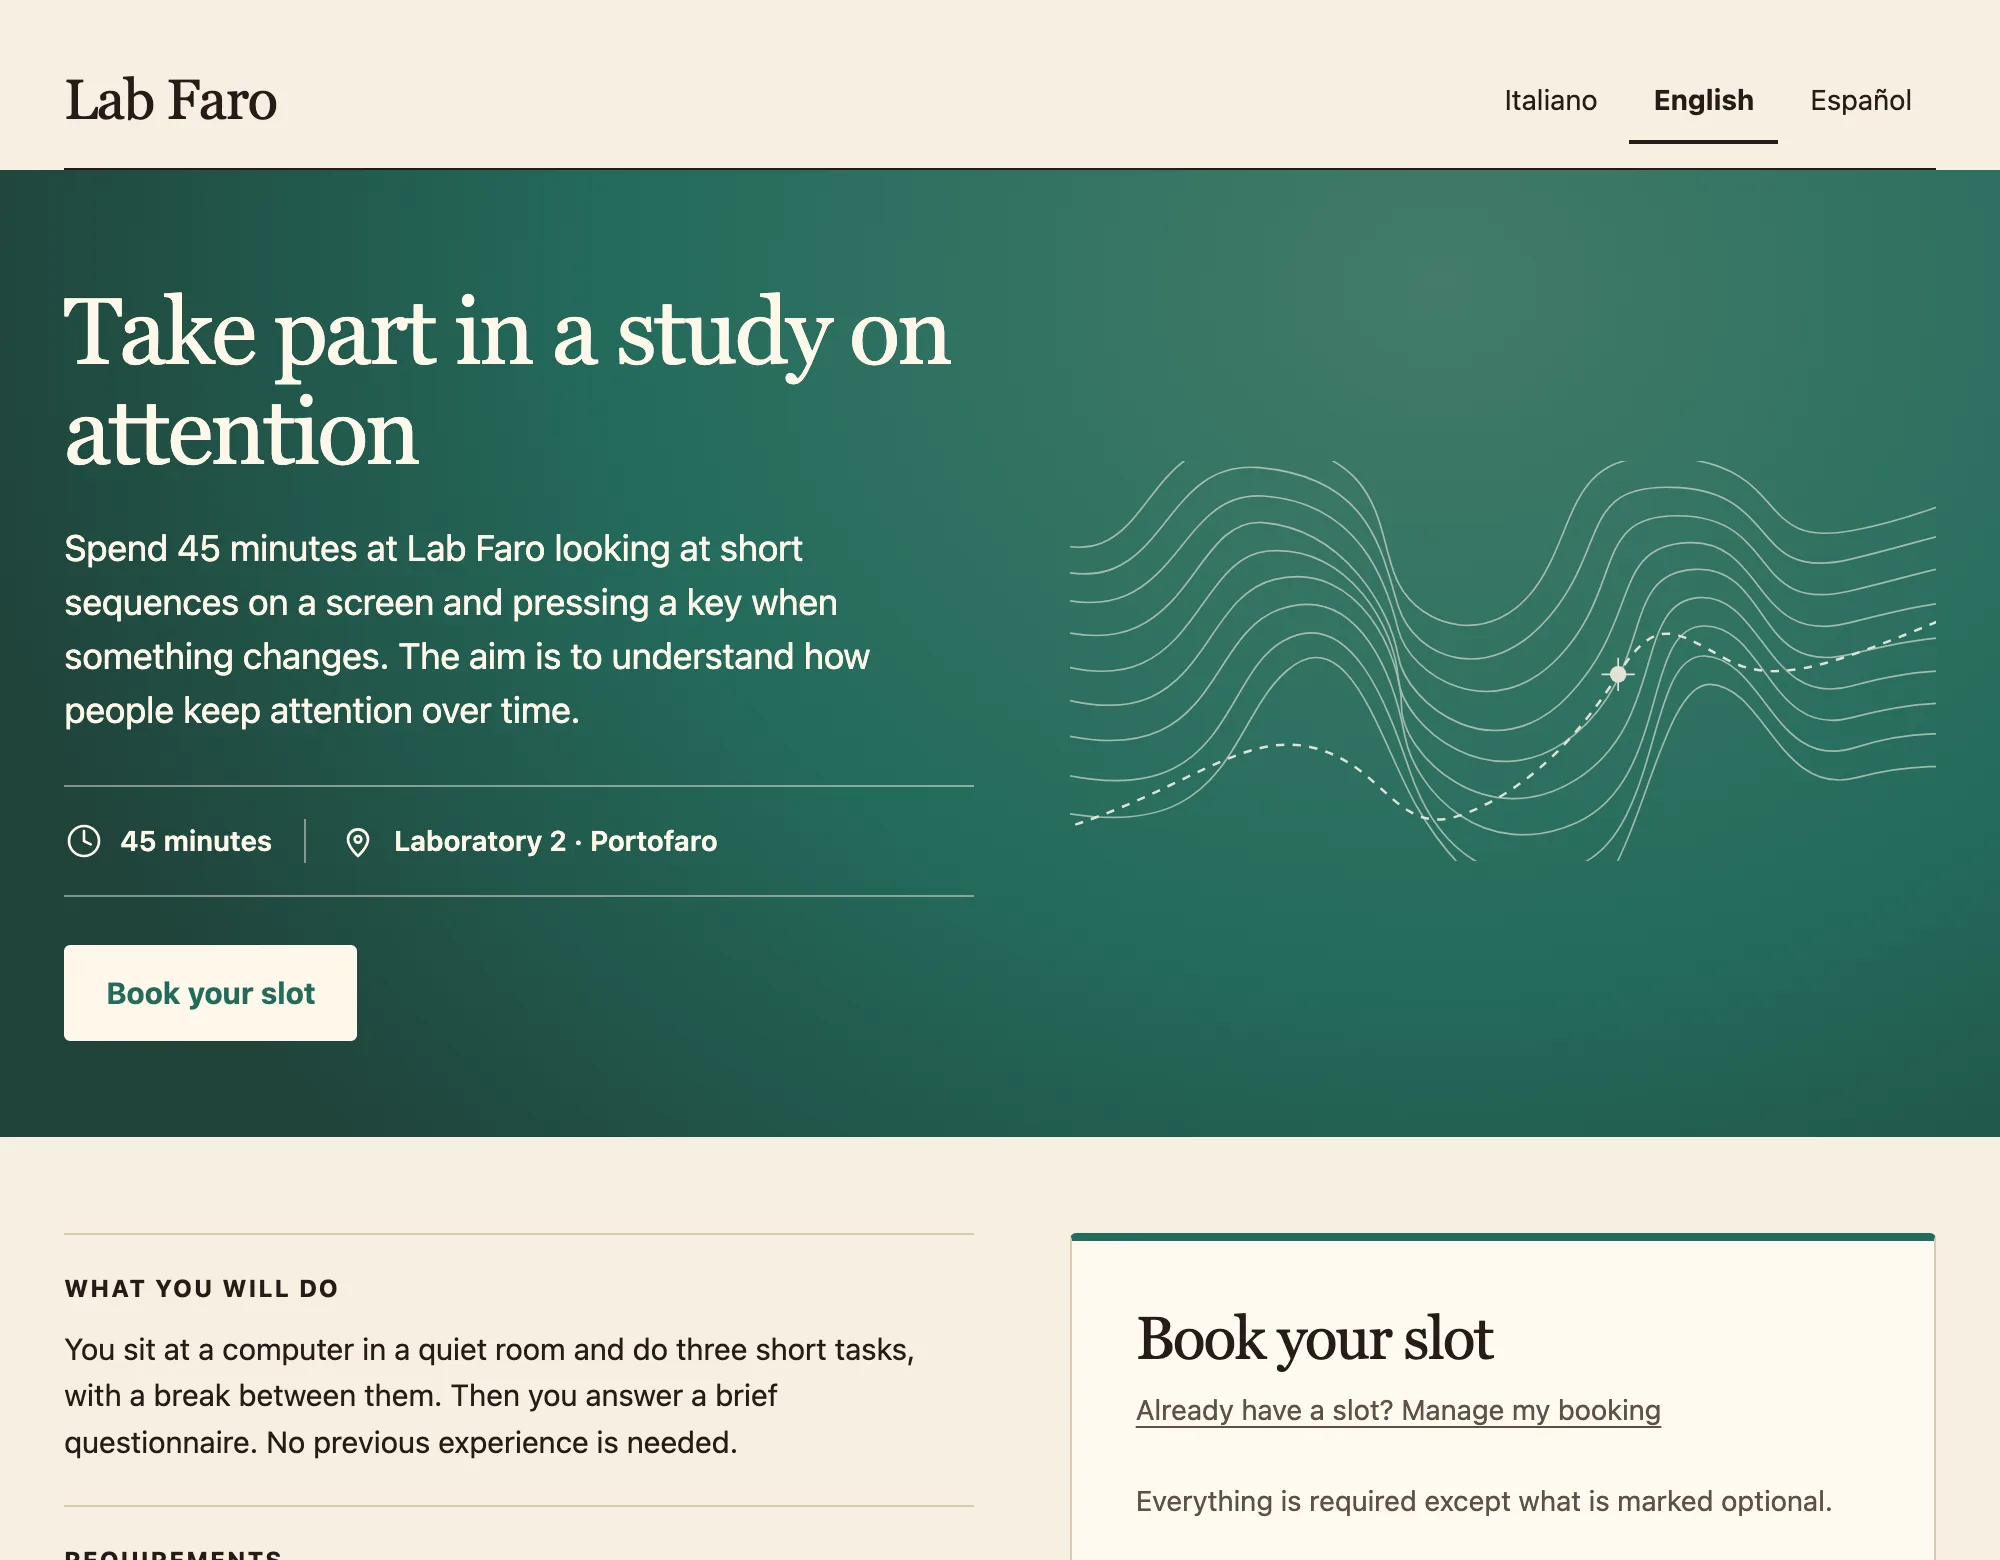 Lab Faro
Italiano English Español
Take part in a study on
attention
Spend 45 minutes at Lab Faro looking at short
sequences on a screen and pressing a key when
something changes. The aim is to understand how
people keep attention over time.
45 minutes
Laboratory 2 · Portofaro
Book your slot
WHAT YOU WILL DO
You sit at a computer in a quiet room and do three short tasks,
with a break between them. Then you answer a brief
questionnaire. No previous experience is needed.
REQUIREMENTS
Book your slot
Already have a slot? Manage my booking
Everything is required except what is marked optional.